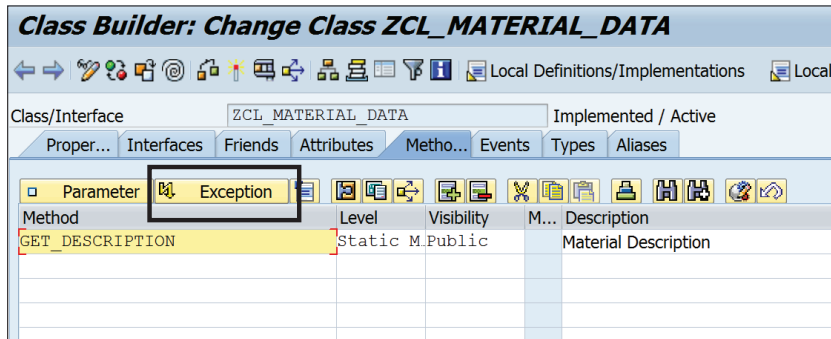 Class Builder: Change Class ZCL_MATERIAL_DATA
Local Definitions/Implementations Local
Class/Interface ZCL_MATERIAL_DATA Implemented / Active
Proper... Interfaces Friends Attributes Metho... Events Types Aliases
Parameter Exception
Method Level Visibility M... Description
GET_DESCRIPTION Static M… Public Material Description